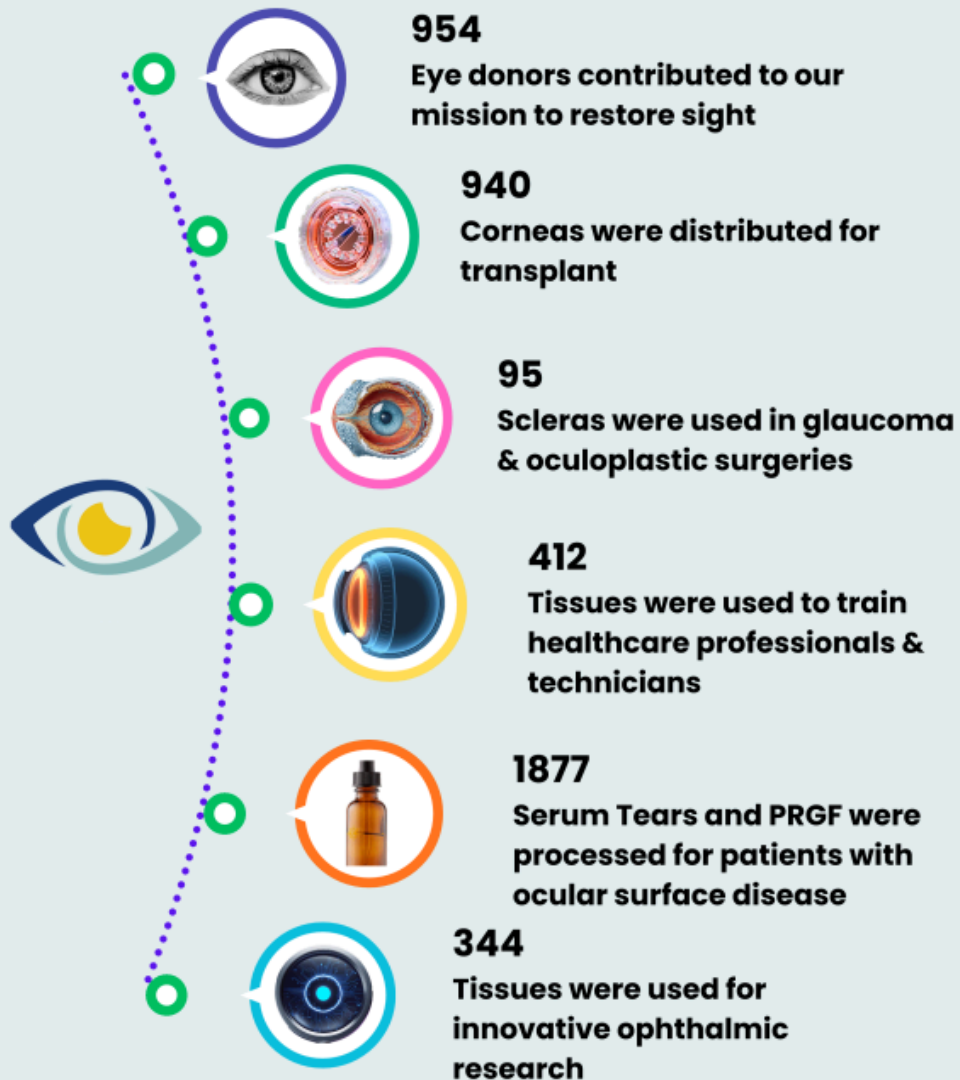 954
Eye donors contributed to our
mission to restore sight
940
Corneas were distributed for
transplant
95
Scleras were used in glaucoma
& oculoplastic surgeries
412
Tissues were used to train
healthcare professionals &
technicians
1877
Serum Tears and PRGF were
processed for patients with
ocular surface disease
344
Tissues were used for
innovative ophthalmic
research